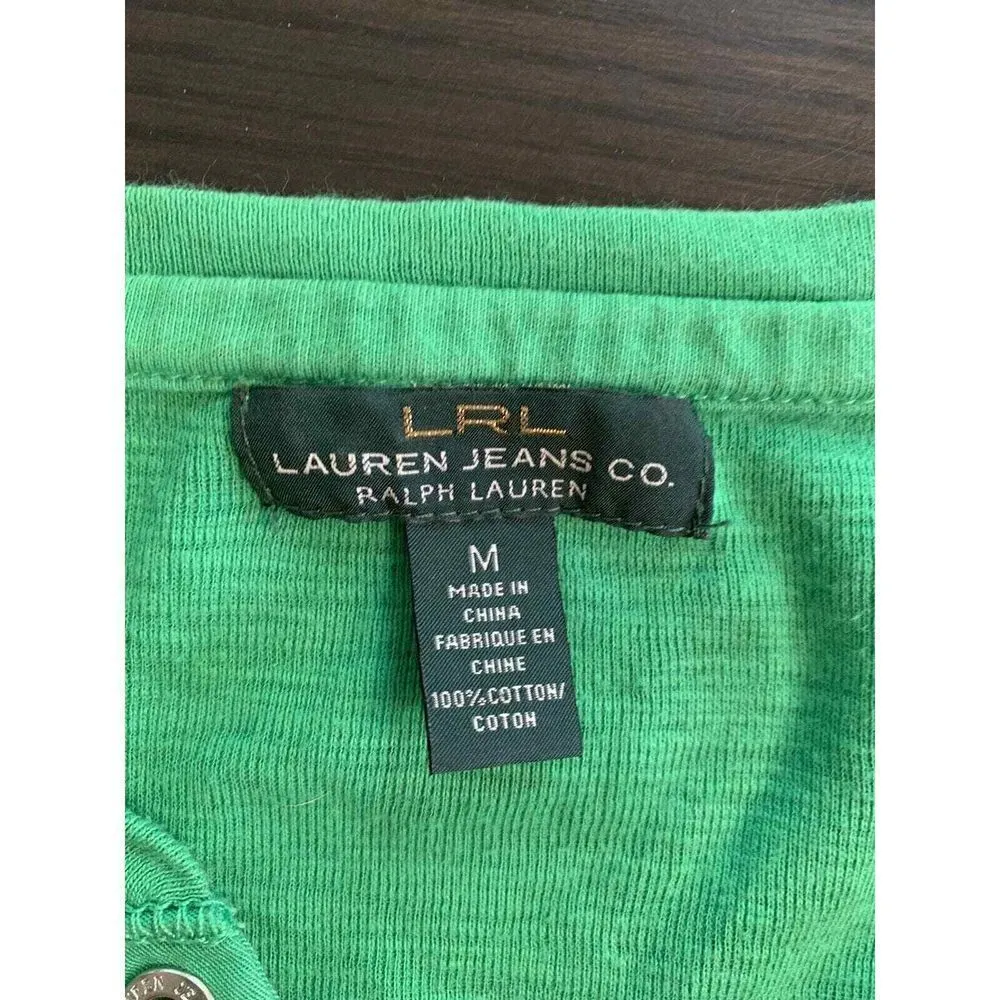 LRL
LAUREN JEANS CO.
RALPH LAUREN
M
MADE IN
CHINA
FABRIQUE EN
CHINE
100% COTTON/
COTON